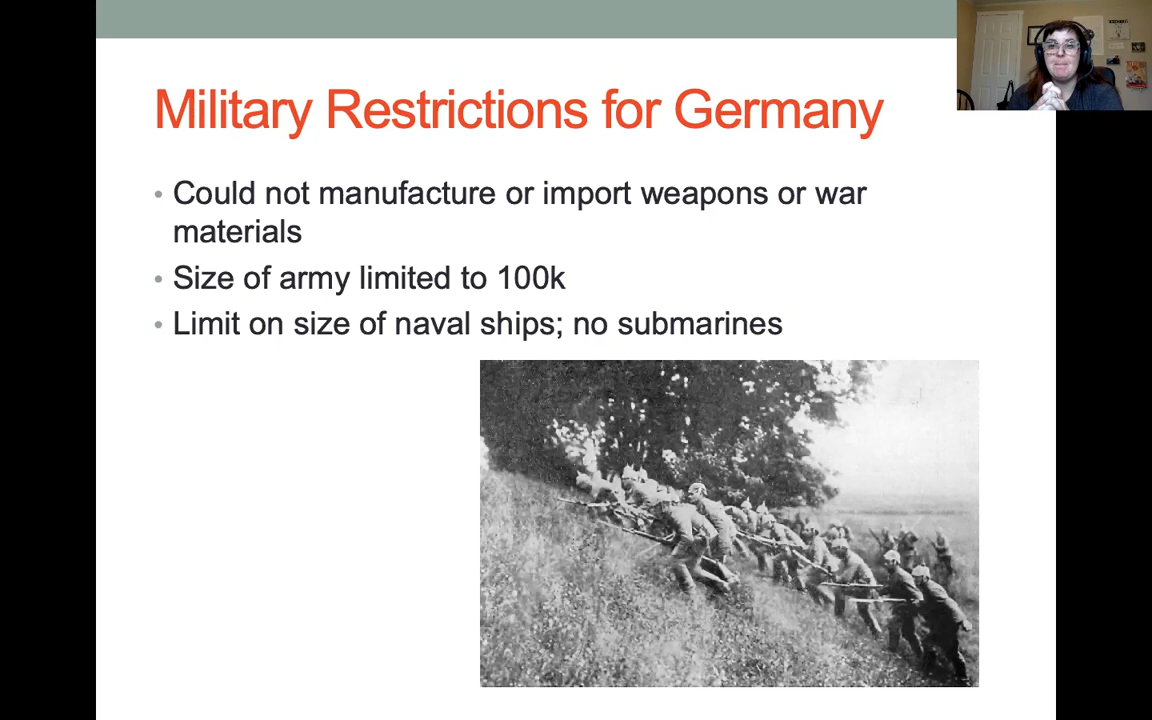 Military Restrictions for Germany
• Could not manufacture or import weapons or war
materials
• Size of army limited to 100k
• Limit on size of naval ships; no submarines